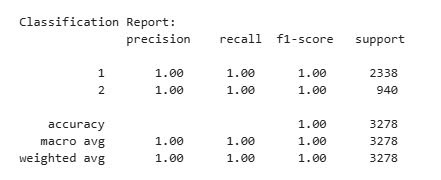 Classification Report:
precision recall f1-score support
1 1.00 1.00 1.00 2338
2 1.00 1.00 1.00 940
accuracy 1.00 3278
macro avg 1.00 1.00 1.00 3278
weighted avg 1.00 1.00 1.00 3278